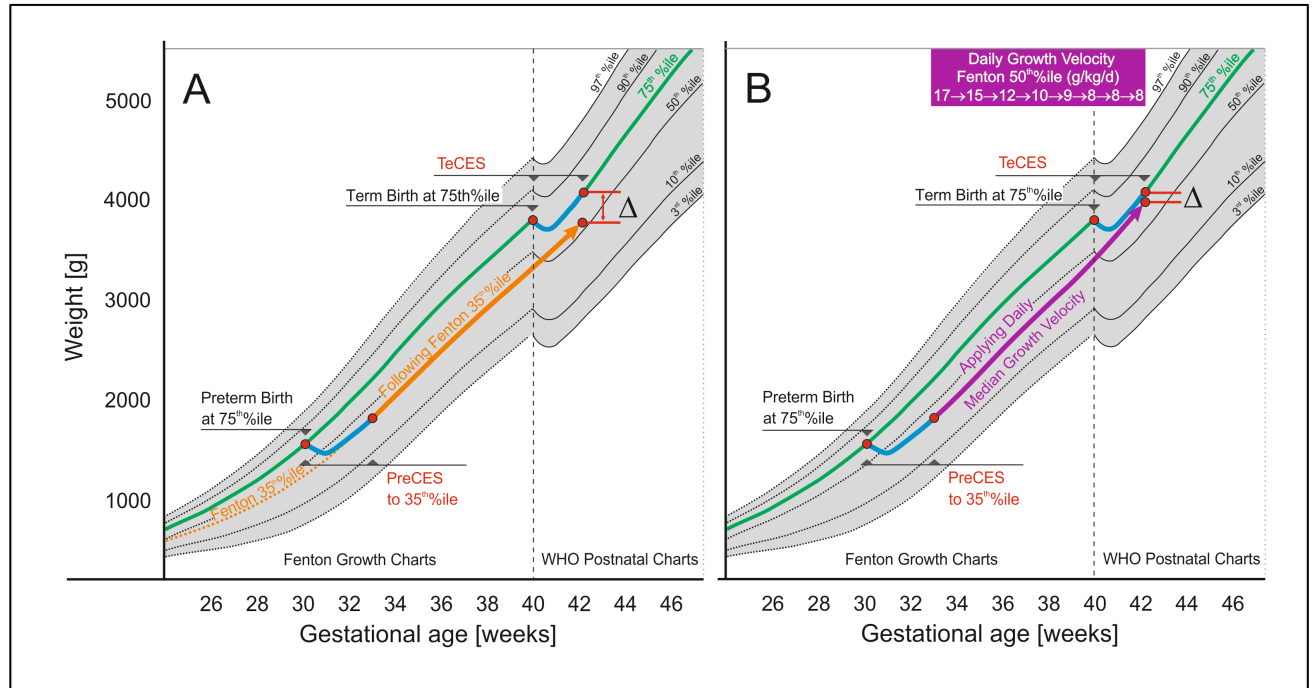 A
Weight [g]
5000
4000
3000
2000
1000
97th %ile
90th %ile
75th %ile
50th %ile
10th %ile
3rd %ile
TeCES
Term Birth at 75th%ile
Δ
Following Fenton 35th%ile
Preterm Birth
at 75th%ile
Fenton 35th%ile
PreCES
to 35th%ile
Fenton Growth Charts
WHO Postnatal Charts
26 28 30 32 34 36 38 40 42 44 46
Gestational age [weeks]
B
Daily Growth Velocity
Fenton 50th%ile (g/kg/d)
17→15→12→10→9→8→8→8
97th %ile
90th %ile
75th %ile
50th %ile
10th %ile
3rd %ile
TeCES
Term Birth at 75th%ile
Δ
Applying Daily
Median Growth Velocity
Preterm Birth
at 75th%ile
PreCES
to 35th%ile
Fenton Growth Charts
WHO Postnatal Charts
26 28 30 32 34 36 38 40 42 44 46
Gestational age [weeks]